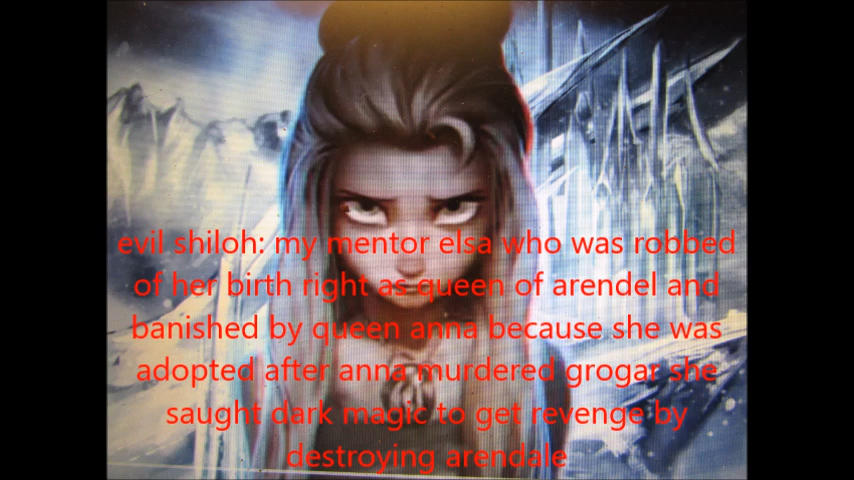 evil shiloh: my mentor elsa who was robbed
of her birth right as queen of arendel and
banished by queen anna because she was
adopted after anna murdered grogar she
saught dark magic to get revenge by
destroying arendale